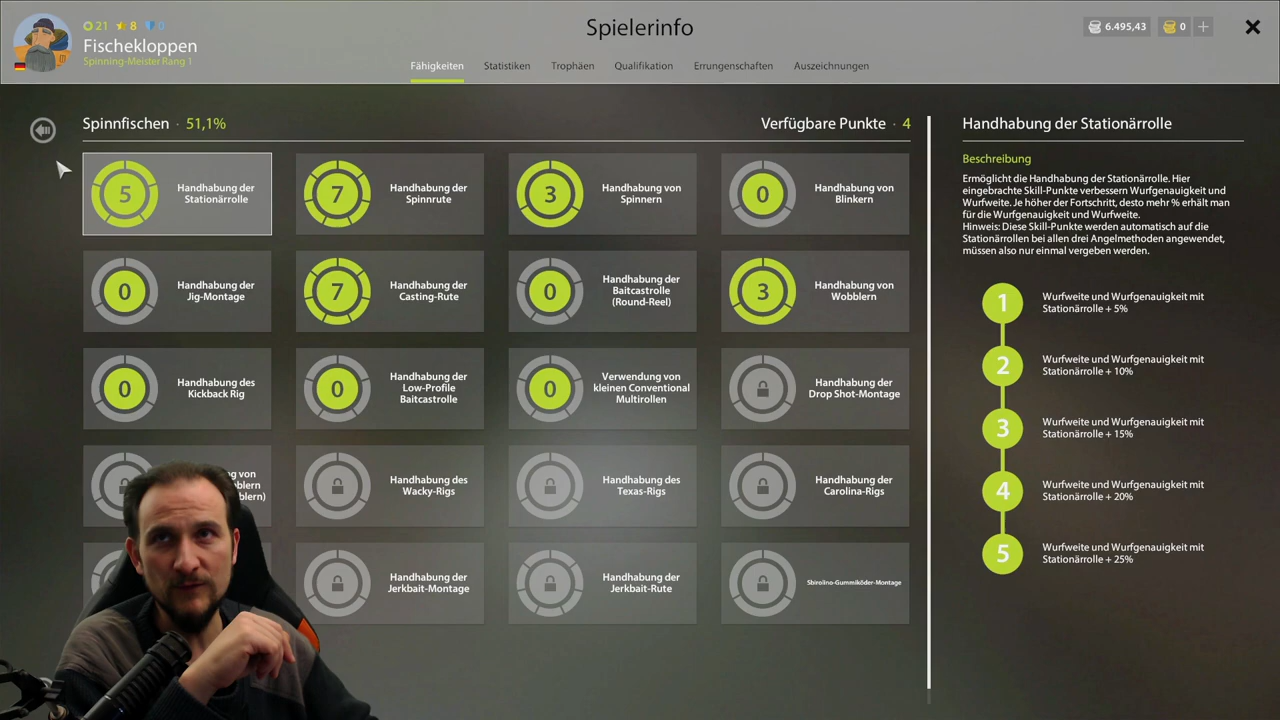 21 8 0
Fischekloppen
Spinning-Meister Rang 1
Spielerinfo
6.495,43
0
Fähigkeiten
Statistiken
Trophäen
Qualifikation
Errungenschaften
Auszeichnungen
Spinnfischen · 51,1%
Verfügbare Punkte · 4
5
Handhabung der
Stationärrolle
7
Handhabung der
Spinnrute
3
Handhabung von
Spinnern
0
Handhabung von
Blinkern
0
Handhabung der
Jig-Montage
7
Handhabung der
Casting-Rute
0
Handhabung der
Baitcastrolle
(Round-Reel)
3
Handhabung von
Wobblern
0
Handhabung des
Kickback Rig
0
Handhabung der
Low-Profile
Baitcastrolle
0
Verwendung von
kleinen Conventional
Multirollen
Handhabung der
Drop Shot-Montage
von
Handhabung des
Wacky-Rigs
Handhabung des
Texas-Rigs
Handhabung der
Carolina-Rigs
Handhabung der
Jerkbait-Montage
Handhabung der
Jerkbait-Rute
Sbirolino-Gummiköder-Montage
Handhabung der Stationärrolle
Beschreibung
Ermöglicht die Handhabung der Stationärrolle. Hier
eingebrachte Skill-Punkte verbessern Wurfgenauigkeit und
Wurfweite. Je höher der Fortschritt, desto mehr % erhält man
für die Wurfgenauigkeit und Wurfweite.
Hinweis: Diese Skill-Punkte werden automatisch auf die
Stationärrollen bei allen drei Angelmethoden angewendet,
müssen also nur einmal vergeben werden.
1
Wurfweite und Wurfgenauigkeit mit
Stationärrolle + 5%
2
Wurfweite und Wurfgenauigkeit mit
Stationärrolle + 10%
3
Wurfweite und Wurfgenauigkeit mit
Stationärrolle + 15%
4
Wurfweite und Wurfgenauigkeit mit
Stationärrolle + 20%
5
Wurfweite und Wurfgenauigkeit mit
Stationärrolle + 25%